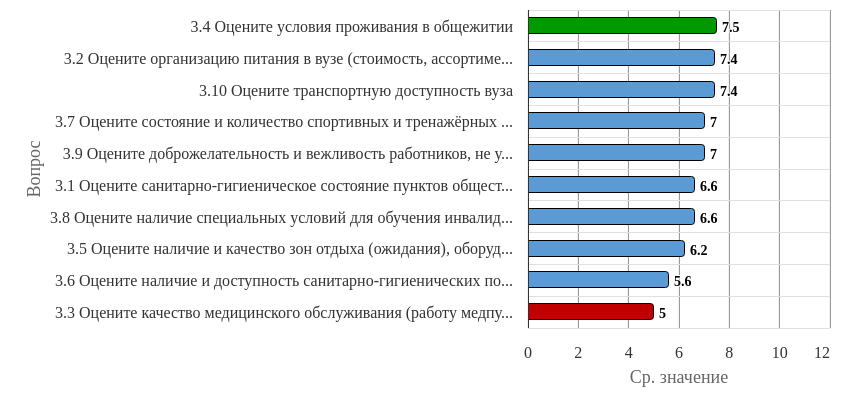 3.4 Оцените условия проживания в общежитии 7.5
3.2 Оцените организацию питания в вузе (стоимость, ассортиме... 7.4
3.10 Оцените транспортную доступность вуза 7.4
3.7 Оцените состояние и количество спортивных и тренажёрных ... 7
3.9 Оцените доброжелательность и вежливость работников, не у... 7
3.1 Оцените санитарно-гигиеническое состояние пунктов общест... 6.6
3.8 Оцените наличие специальных условий для обучения инвалид... 6.6
3.5 Оцените наличие и качество зон отдыха (ожидания), оборуд... 6.2
3.6 Оцените наличие и доступность санитарно-гигиенических по... 5.6
3.3 Оцените качество медицинского обслуживания (работу медпу... 5
Вопрос
0 2 4 6 8 10 12
Ср. значение